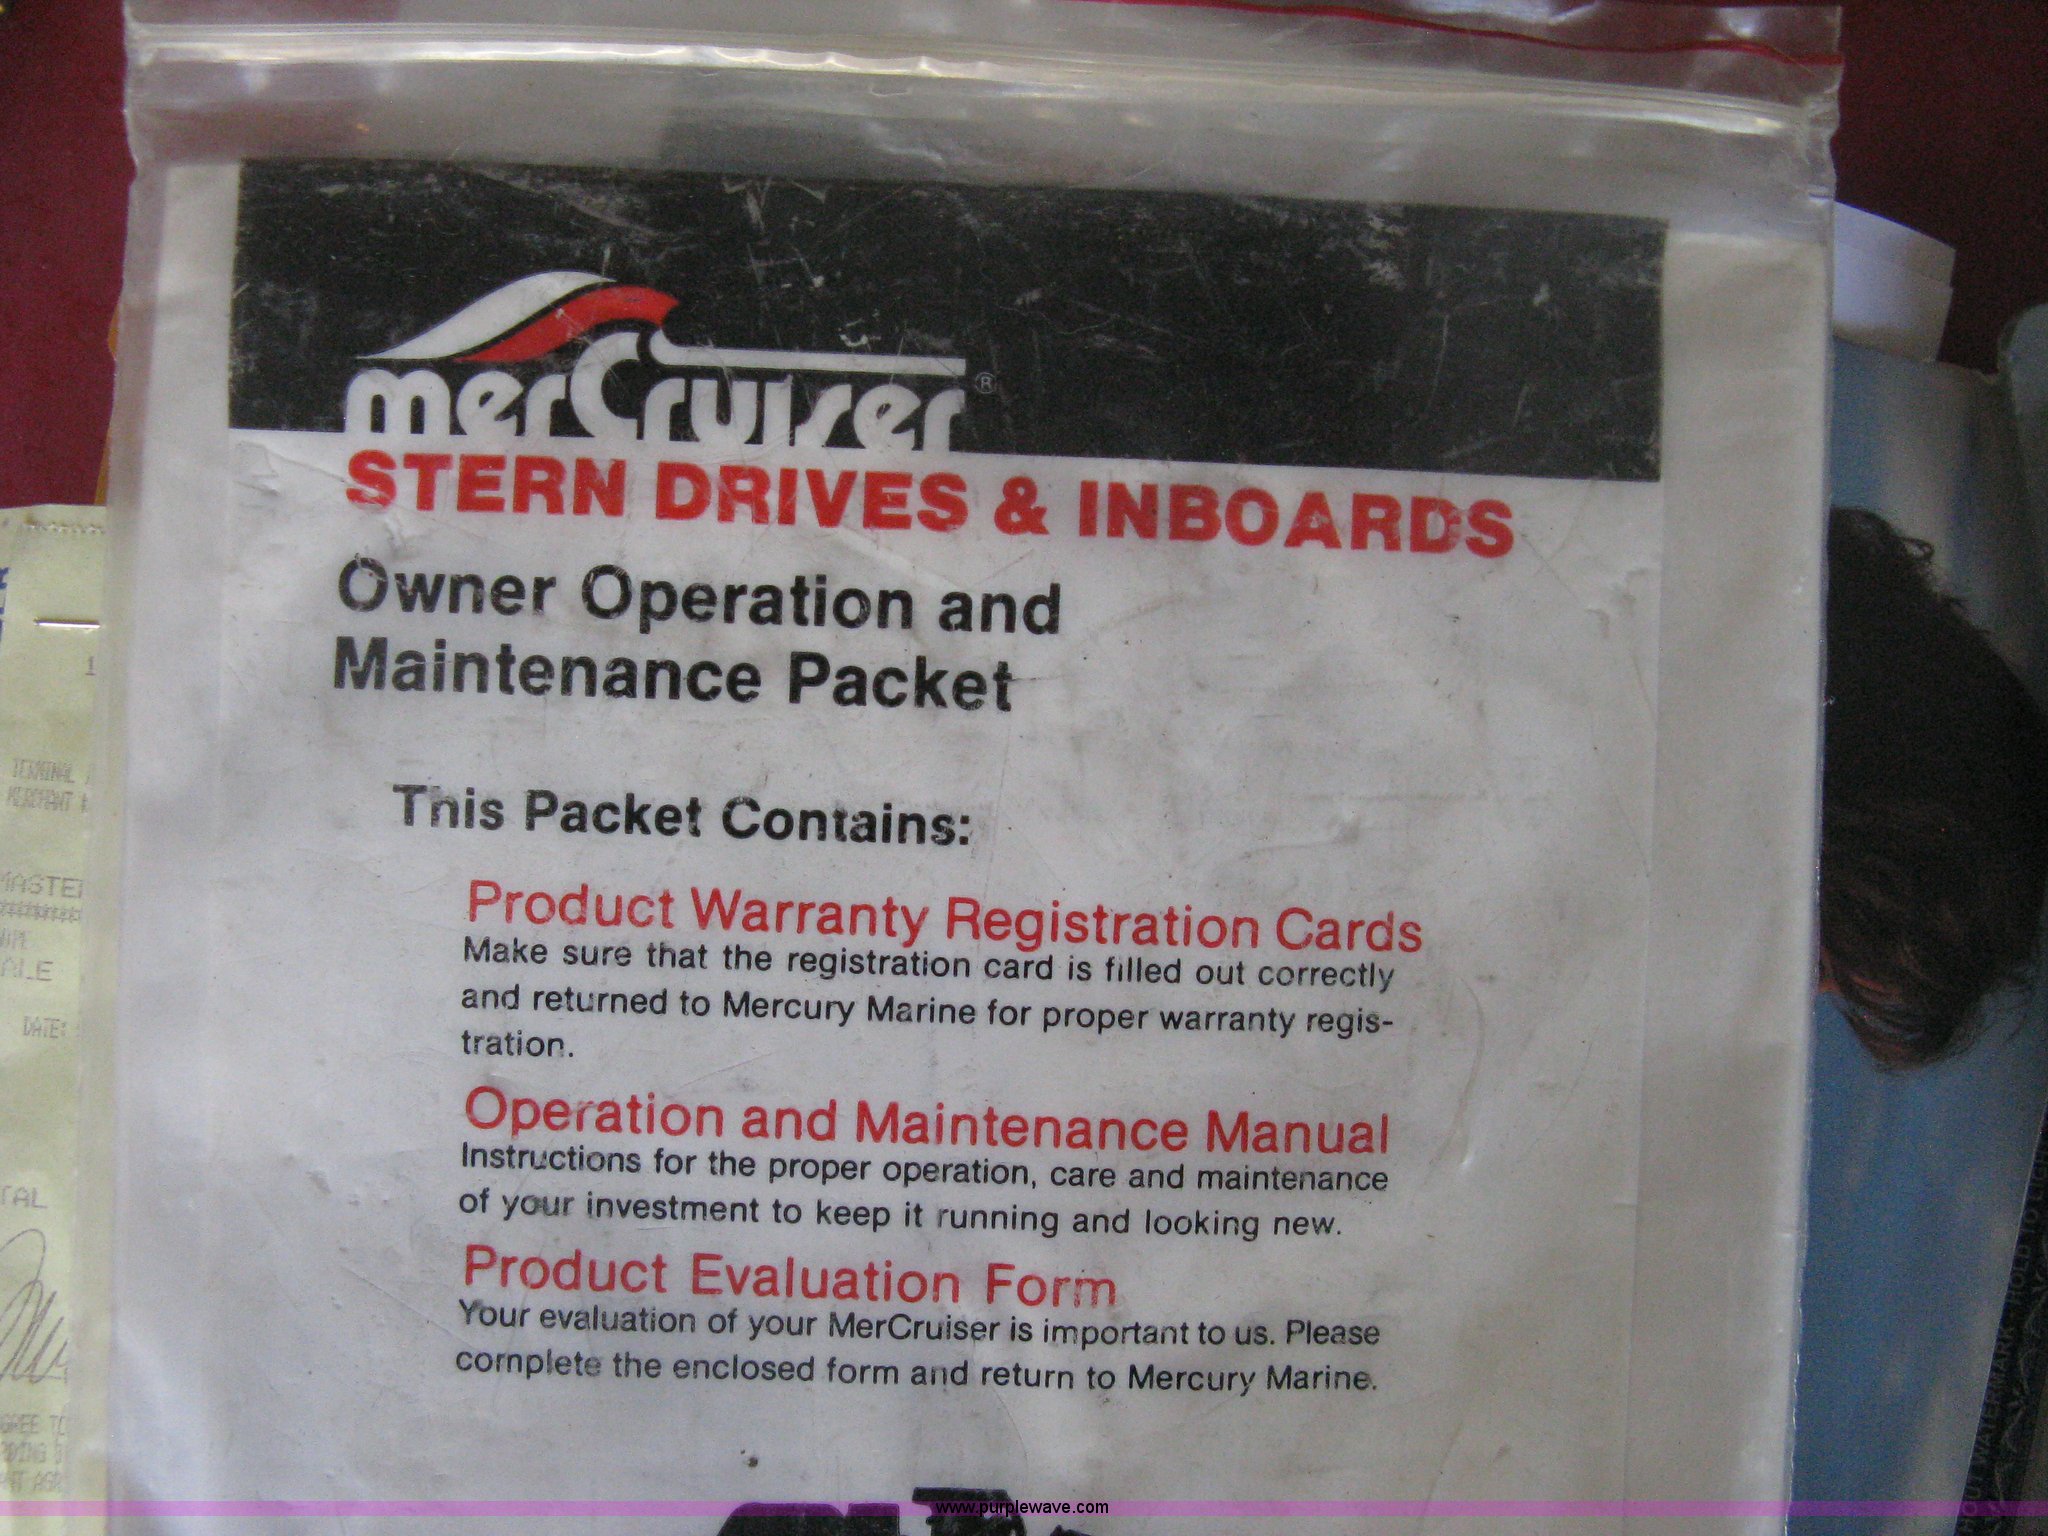 merCruiser®
STERN DRIVES & INBOARDS
Owner Operation and
Maintenance Packet
This Packet Contains:
Product Warranty Registration Cards
Make sure that the registration card is filled out correctly
and returned to Mercury Marine for proper warranty regis-
tration.
Operation and Maintenance Manual
Instructions for the proper operation, care and maintenance
of your investment to keep it running and looking new.
Product Evaluation Form
Your evaluation of your MerCruiser is important to us. Please
complete the enclosed form and return to Mercury Marine.
1
TERMINAL
MERCHANT
DATE:
www.purplewave.com